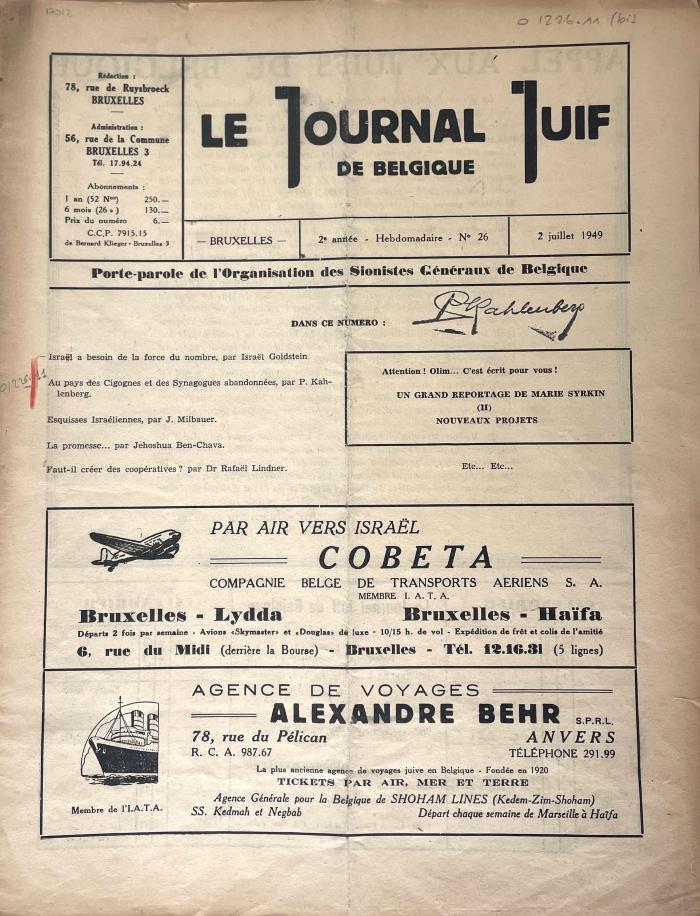 17012
O 1226.11 (bis)
Rédaction :
78, rue de Ruysbroeck
BRUXELLES
Administration :
56, rue de la Commune
BRUXELLES 3
Tél. 17.94.24
Abonnements :
1 an (52 Nos) 250.—
6 mois (26 » ) 130.—
Prix du numéro 6.—
C.C.P. 7915.15
de Bernard Klieger - Bruxelles 3
LE JOURNAL JUIF
DE BELGIQUE
— BRUXELLES —
2e année - Hebdomadaire - No 26
2 juillet 1949
Porte-parole de l'Organisation des Sionistes Généraux de Belgique
DANS CE NUMERO :
P. Kahlenberg
Israël a besoin de la force du nombre, par Israël Goldstein
Au pays des Cigognes et des Synagogues abandonnées, par P. Kah-
lenberg.
Esquisses Israéliennes, par J. Milbauer.
La promesse... par Jehoshua Ben-Chava.
Faut-il créer des coopératives ? par Dr Rafaël Lindner.
Attention ! Olim... C'est écrit pour vous !
UN GRAND REPORTAGE DE MARIE SYRKIN
(II)
NOUVEAUX PROJETS
Etc... Etc...
PAR AIR VERS ISRAËL
COBETA
COMPAGNIE BELGE DE TRANSPORTS AERIENS S. A.
MEMBRE I. A. T. A.
Bruxelles - Lydda Bruxelles - Haïfa
Départs 2 fois par semaine - Avions «Skymaster» et «Douglas» de luxe - 10/15 h. de vol - Expédition de frêt et colis de l'amitié
6, rue du Midi (derrière la Bourse) - Bruxelles - Tél. 12.16.31 (5 lignes)
AGENCE DE VOYAGES
ALEXANDRE BEHR S.P.R.L.
78, rue du Pélican ANVERS
R. C. A. 987.67 TÉLÉPHONE 291.99
La plus ancienne agence de voyages juive en Belgique - Fondée en 1920
TICKETS PAR AIR, MER ET TERRE
Membre de l'I.A.T.A.
Agence Générale pour la Belgique de SHOHAM LINES (Kedem-Zim-Shoham)
SS. Kedmah et Negbah Départ chaque semaine de Marseille à Haïfa